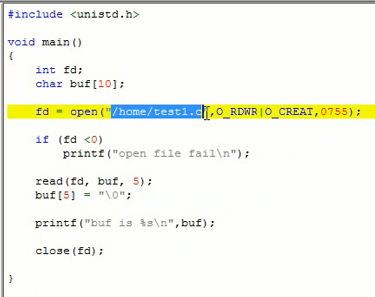 #include <unistd.h>
void main()
{
int fd;
char buf[10];
fd = open("/home/test1.c",O_RDWR|O_CREAT,0755);
if (fd <0)
printf("open file fail\n");
read(fd, buf, 5);
buf[5] = "\0";
printf("buf is %s\n",buf);
close(fd);
}